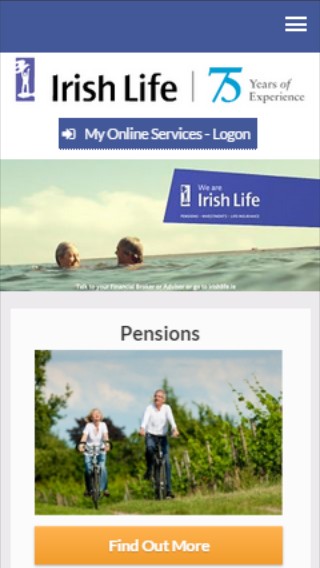 Irish Life
75 Years of
Experience
My Online Services - Logon
We are
Irish Life
PENSIONS · INVESTMENTS · LIFE INSURANCE
Talk to your Financial Broker or Adviser or go to irishlife.ie
Pensions
Find Out More